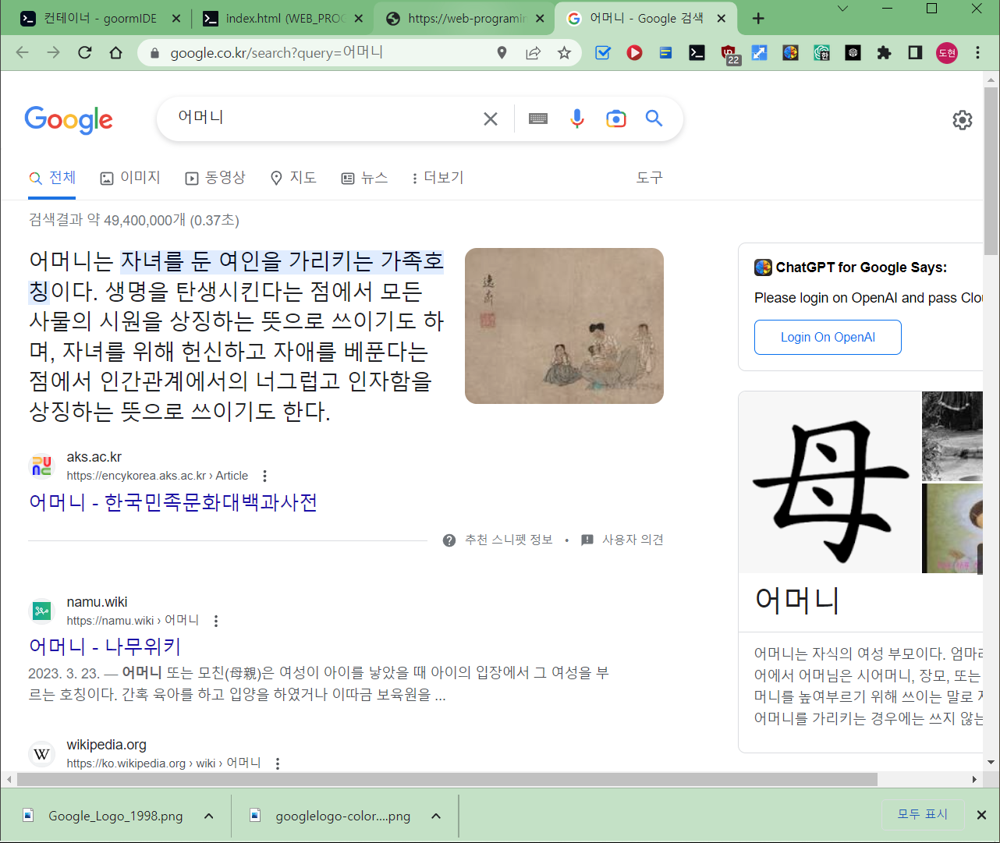 컨테이너 - goormIDE
index.html (WEB_PROG
https://web-programin
어머니 - Google 검색
google.co.kr/search?query=어머니
22
한
도현
Google
어머니
전체
이미지
동영상
지도
뉴스
더보기
도구
검색결과 약 49,400,000개 (0.37초)
어머니는 자녀를 둔 여인을 가리키는 가족호
칭이다. 생명을 탄생시킨다는 점에서 모든
사물의 시원을 상징하는 뜻으로 쓰이기도 하
며, 자녀를 위해 헌신하고 자애를 베푼다는
점에서 인간관계에서의 너그럽고 인자함을
상징하는 뜻으로 쓰이기도 한다.
aks.ac.kr
https://encykorea.aks.ac.kr › Article
어머니 - 한국민족문화대백과사전
추천 스니펫 정보 • 사용자 의견
namu.wiki
https://namu.wiki › 어머니
어머니 - 나무위키
2023. 3. 23. — 어머니 또는 모친(母親)은 여성이 아이를 낳았을 때 아이의 입장에서 그 여성을 부
르는 호칭이다. 간혹 육아를 하고 입양을 하였거나 이따금 보육원을 ...
W
wikipedia.org
https://ko.wikipedia.org › wiki › 어머니
ChatGPT for Google Says:
Please login on OpenAI and pass Clou
Login On OpenAI
母
어머니
어머니는 자식의 여성 부모이다. 엄마라
어에서 어머님은 시어머니, 장모, 또는
머니를 높여부르기 위해 쓰이는 말로 자
어머니를 가리키는 경우에는 쓰지 않는
Google_Logo_1998.png
googlelogo-color....png
모두 표시